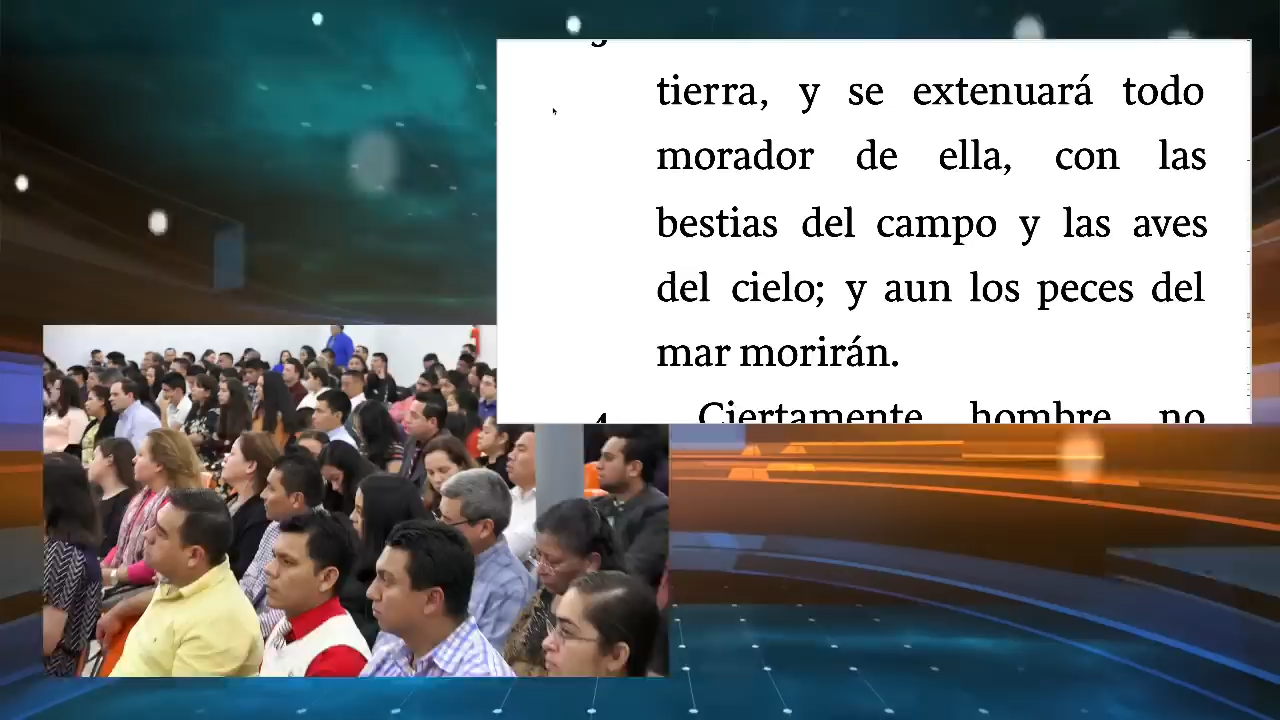 tierra, y se extenuará todo
morador de ella, con las
bestias del campo y las aves
del cielo; y aun los peces del
mar morirán.
4 Ciertamente hombre no